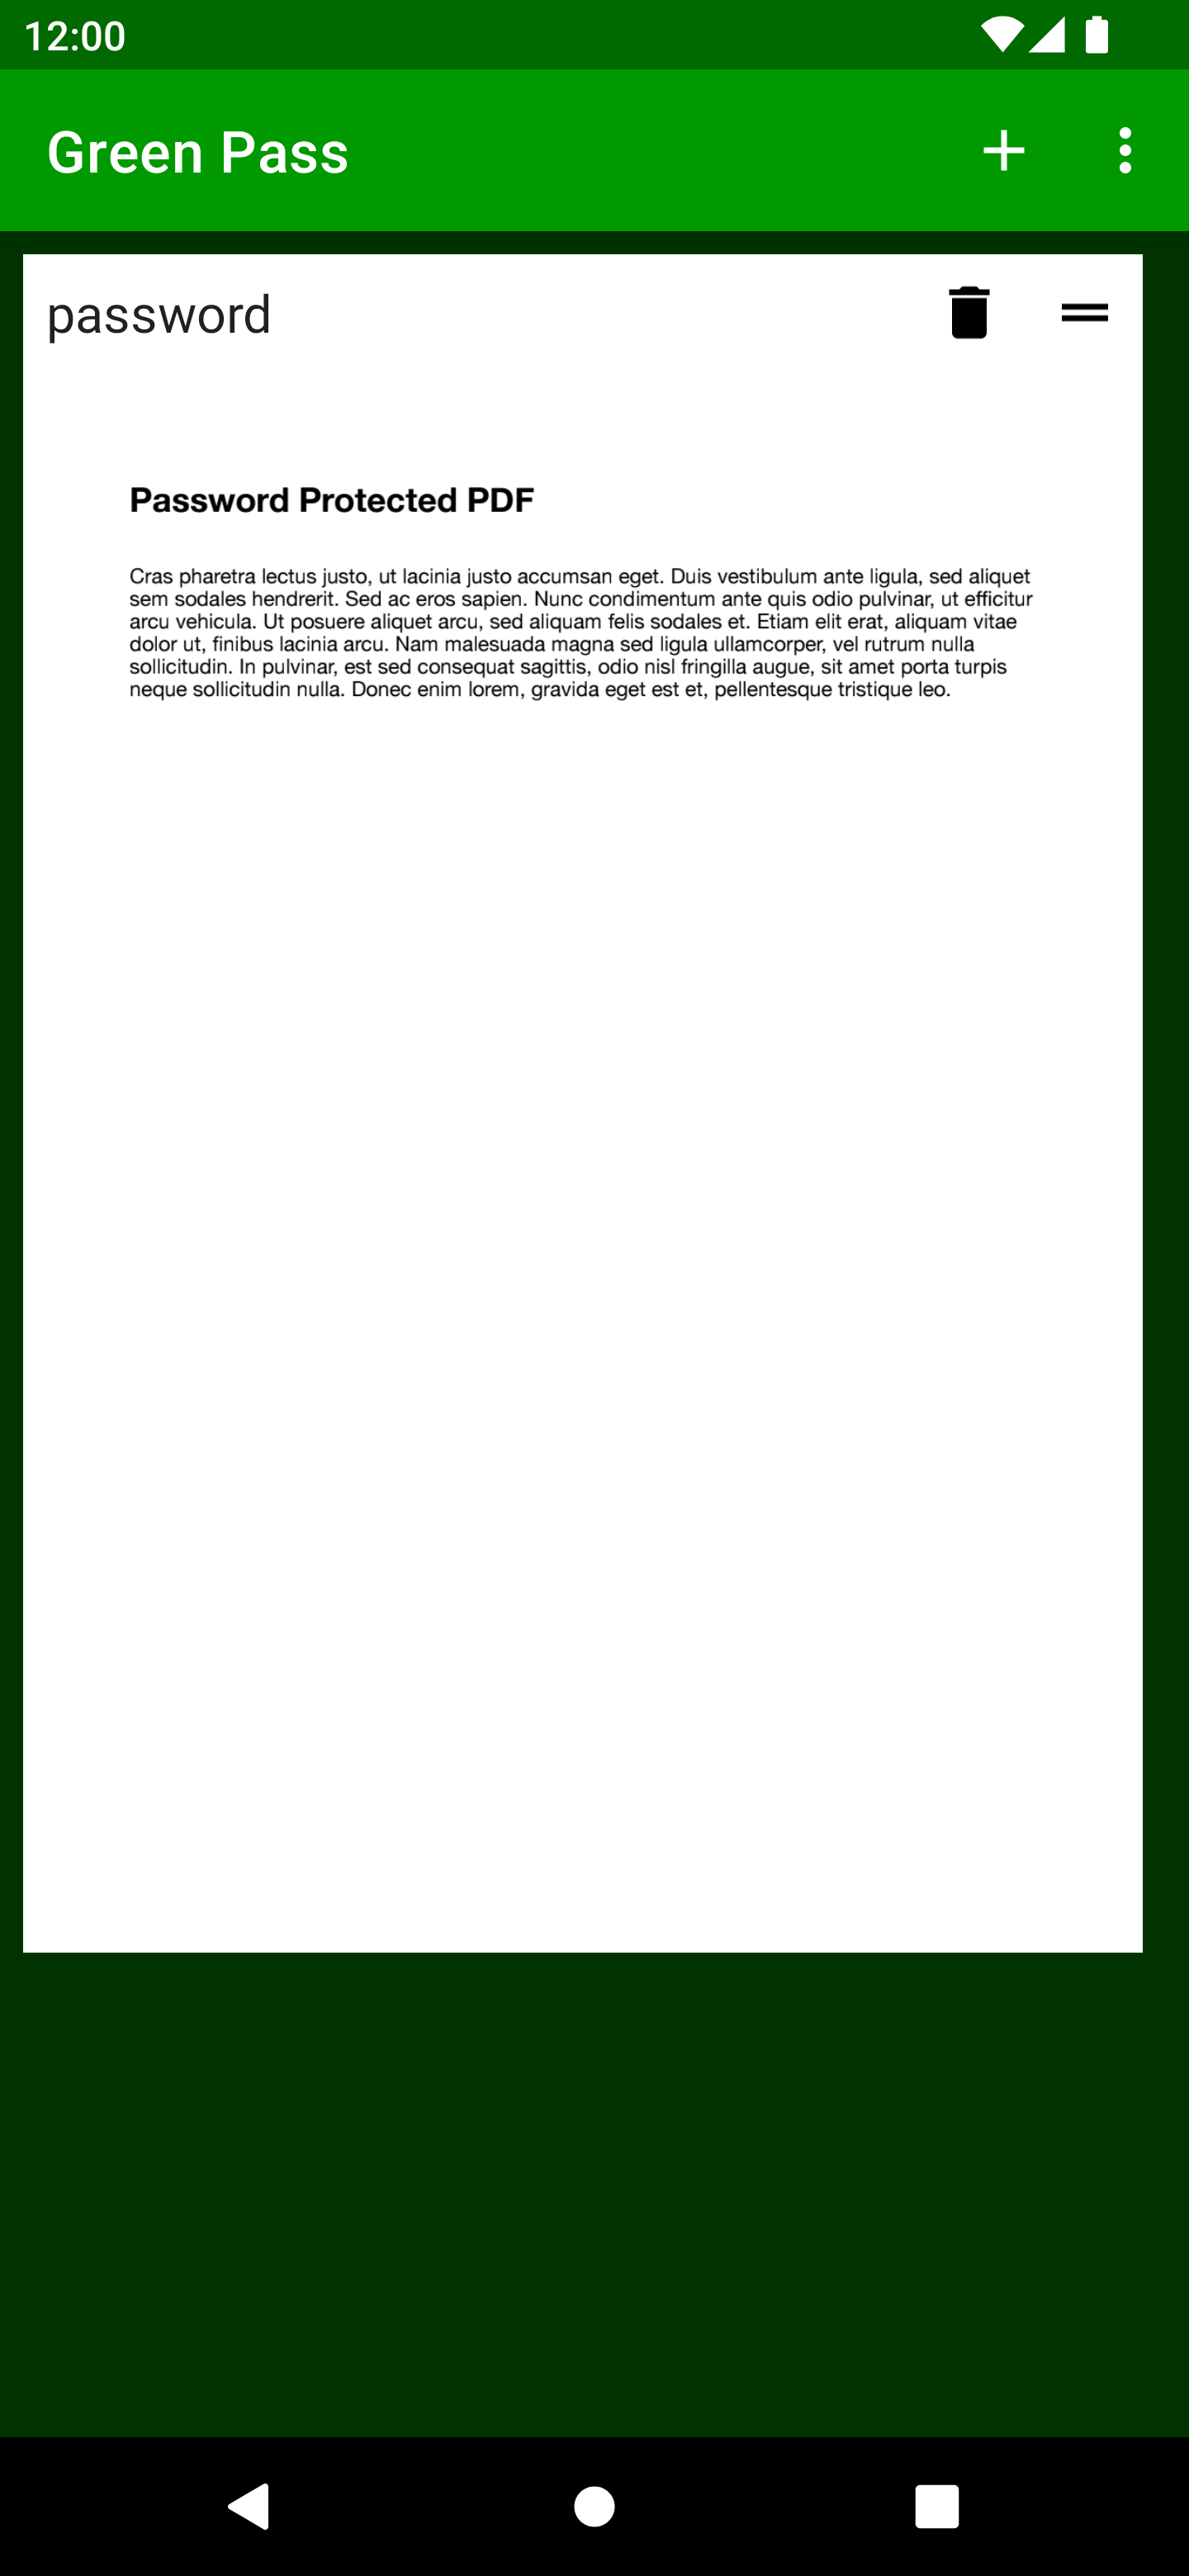 12:00
Green Pass
password
Password Protected PDF
Cras pharetra lectus justo, ut lacinia justo accumsan eget. Duis vestibulum ante ligula, sed aliquet
sem sodales hendrerit. Sed ac eros sapien. Nunc condimentum ante quis odio pulvinar, ut efficitur
arcu vehicula. Ut posuere aliquet arcu, sed aliquam felis sodales et. Etiam elit erat, aliquam vitae
dolor ut, finibus lacinia arcu. Nam malesuada magna sed ligula ullamcorper, vel rutrum nulla
sollicitudin. In pulvinar, est sed consequat sagittis, odio nisl fringilla augue, sit amet porta turpis
neque sollicitudin nulla. Donec enim lorem, gravida eget est et, pellentesque tristique leo.